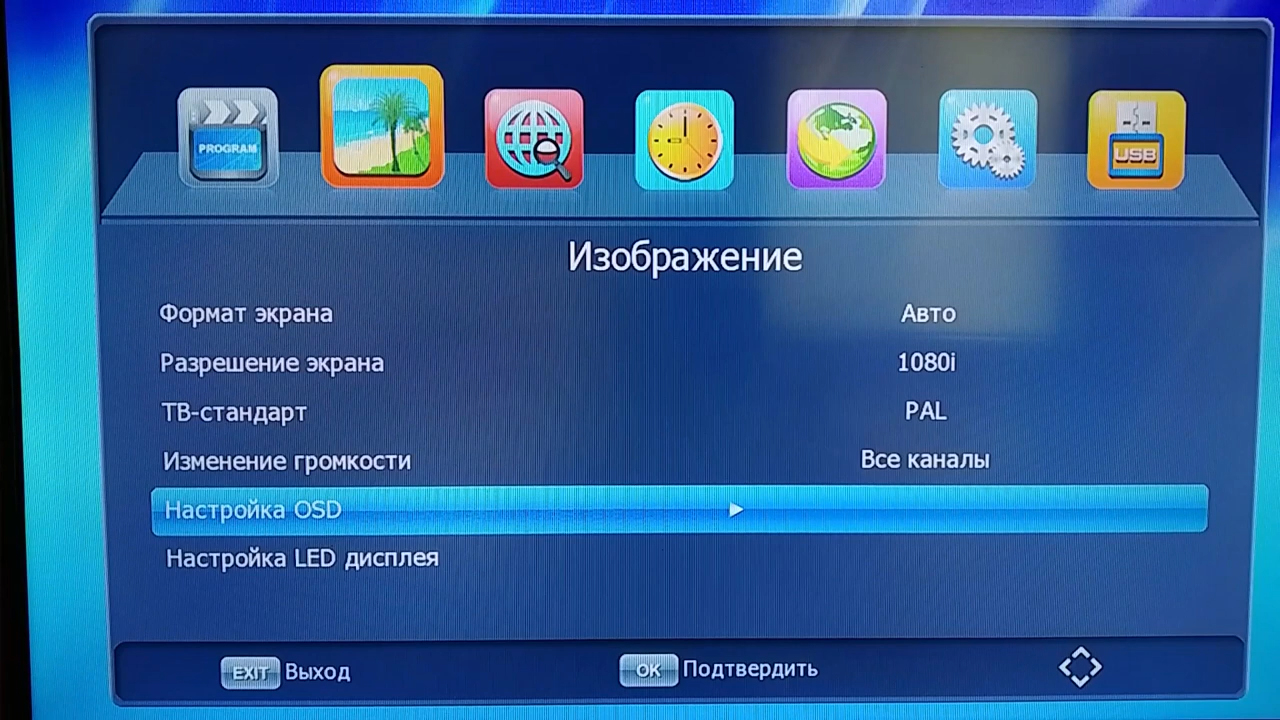 PROGRAM
USB
Изображение
Формат экрана Авто
Разрешение экрана 1080i
ТВ-стандарт PAL
Изменение громкости Все каналы
Настройка OSD
Настройка LED дисплея
EXIT Выход OK Подтвердить